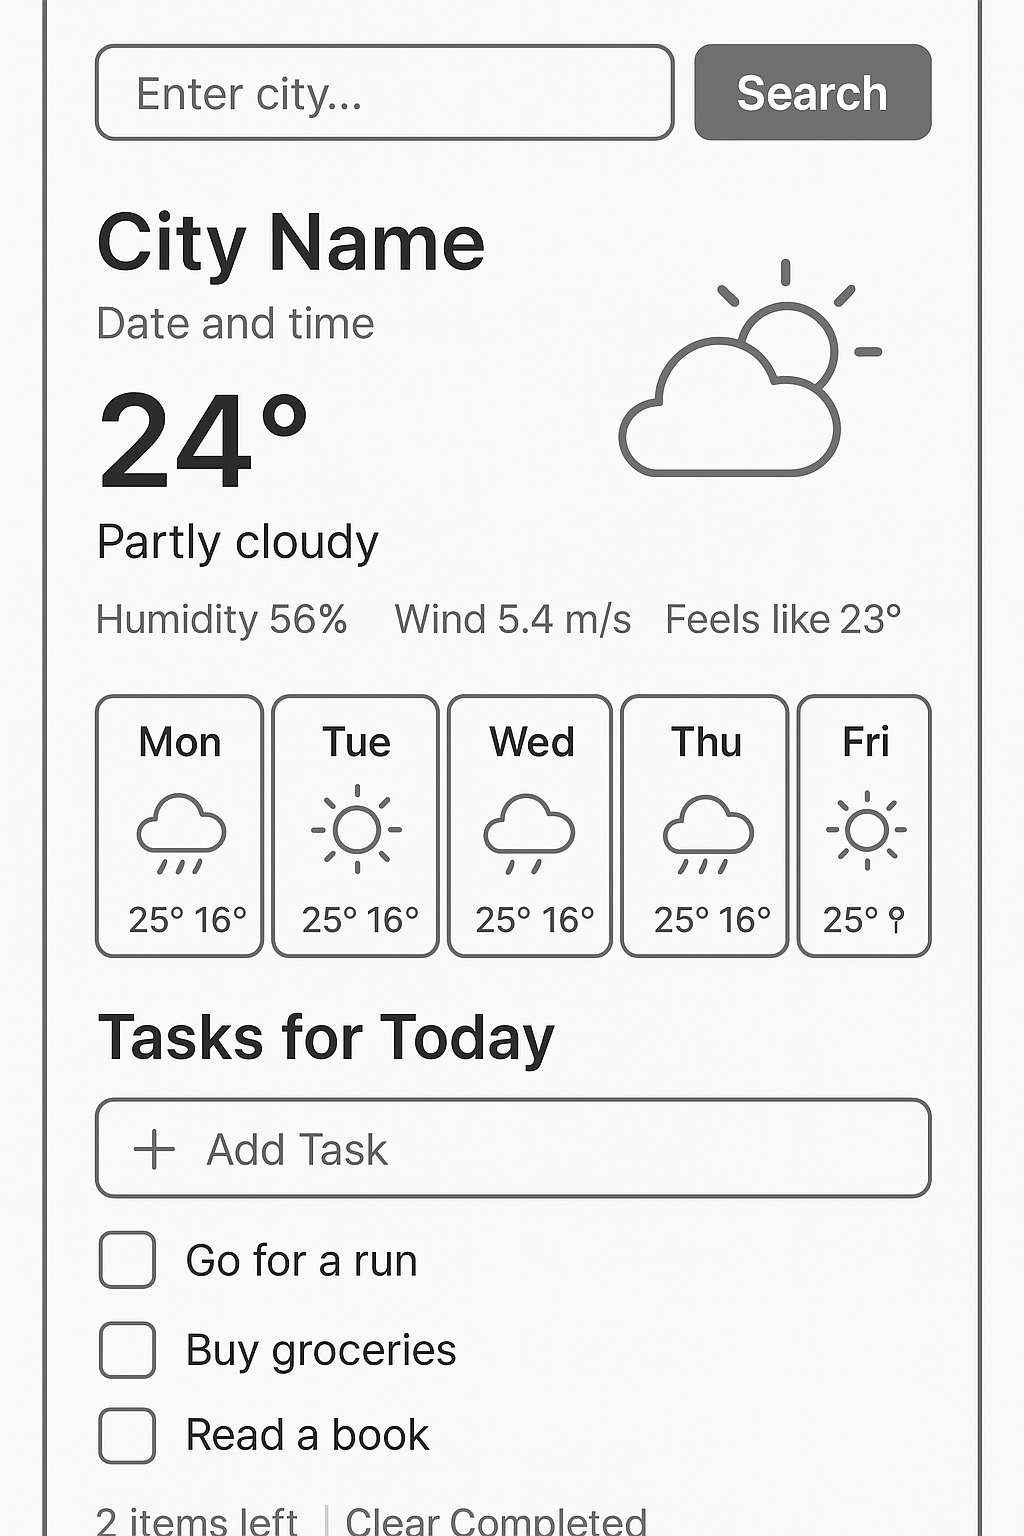 Enter city...
Search
City Name
Date and time
24°
Partly cloudy
Humidity 56% Wind 5.4 m/s Feels like 23°
Mon Tue Wed Thu Fri
25° 16° 25° 16° 25° 16° 25° 16° 25°
Tasks for Today
+ Add Task
Go for a run
Buy groceries
Read a book
2 items left | Clear Completed